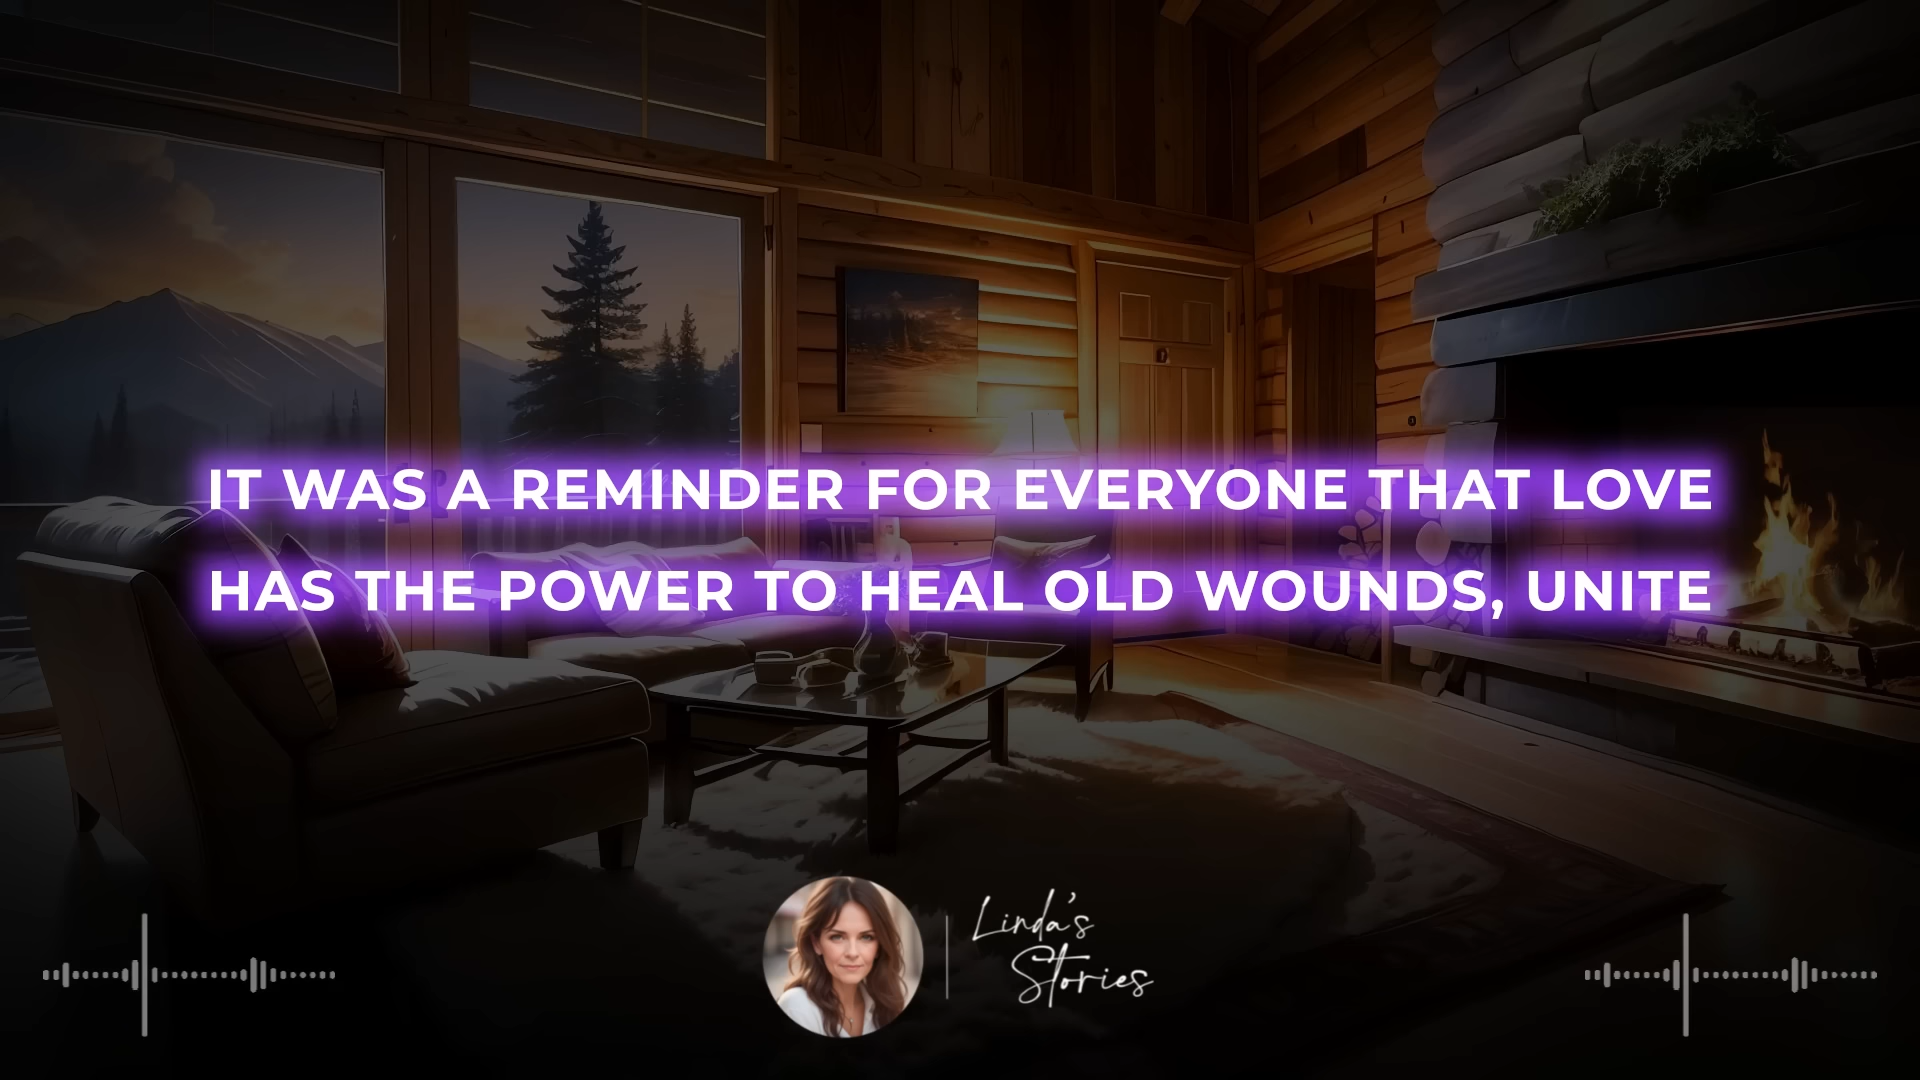 IT WAS A REMINDER FOR EVERYONE THAT LOVE
HAS THE POWER TO HEAL OLD WOUNDS, UNITE
Linda's
Stories